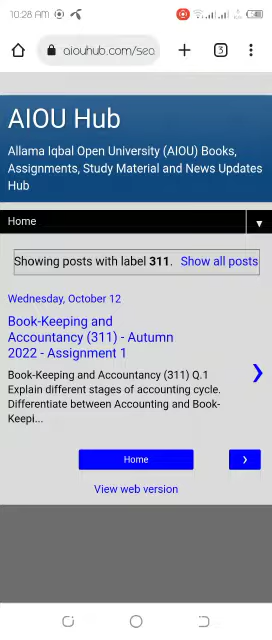 10:28 AM
aiouhub.com/sea
3
AIOU Hub
Allama Iqbal Open University (AIOU) Books,
Assignments, Study Material and News Updates
Hub
Home
Showing posts with label 311. Show all posts
Wednesday, October 12
Book-Keeping and
Accountancy (311) - Autumn
2022 - Assignment 1
Book-Keeping and Accountancy (311) Q.1
Explain different stages of accounting cycle.
Differentiate between Accounting and Book-
Keepi...
Home
View web version